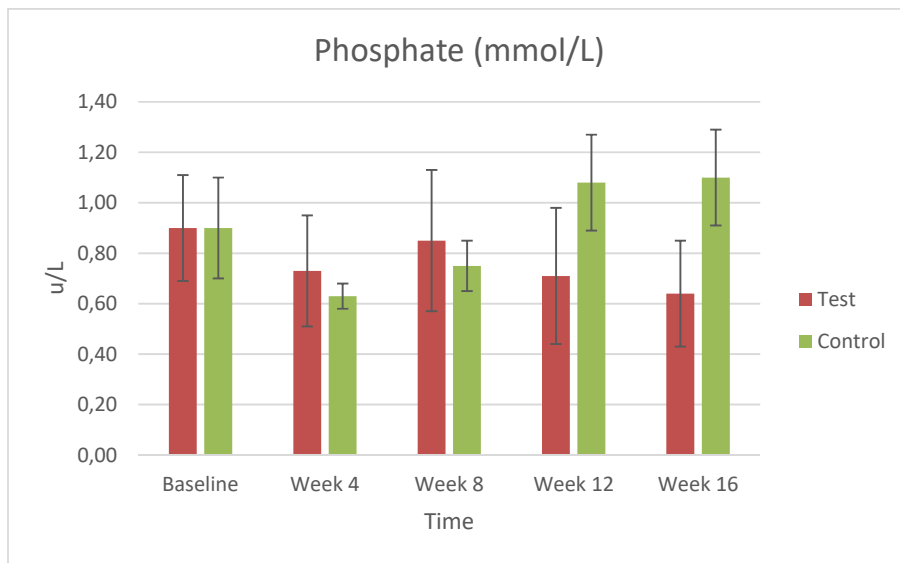 Phosphate (mmol/L)
1,40
1,20
1,00
0,80
0,60
0,40
0,20
0,00
u/L
Baseline
Week 4
Week 8
Week 12
Week 16
Time
Test
Control